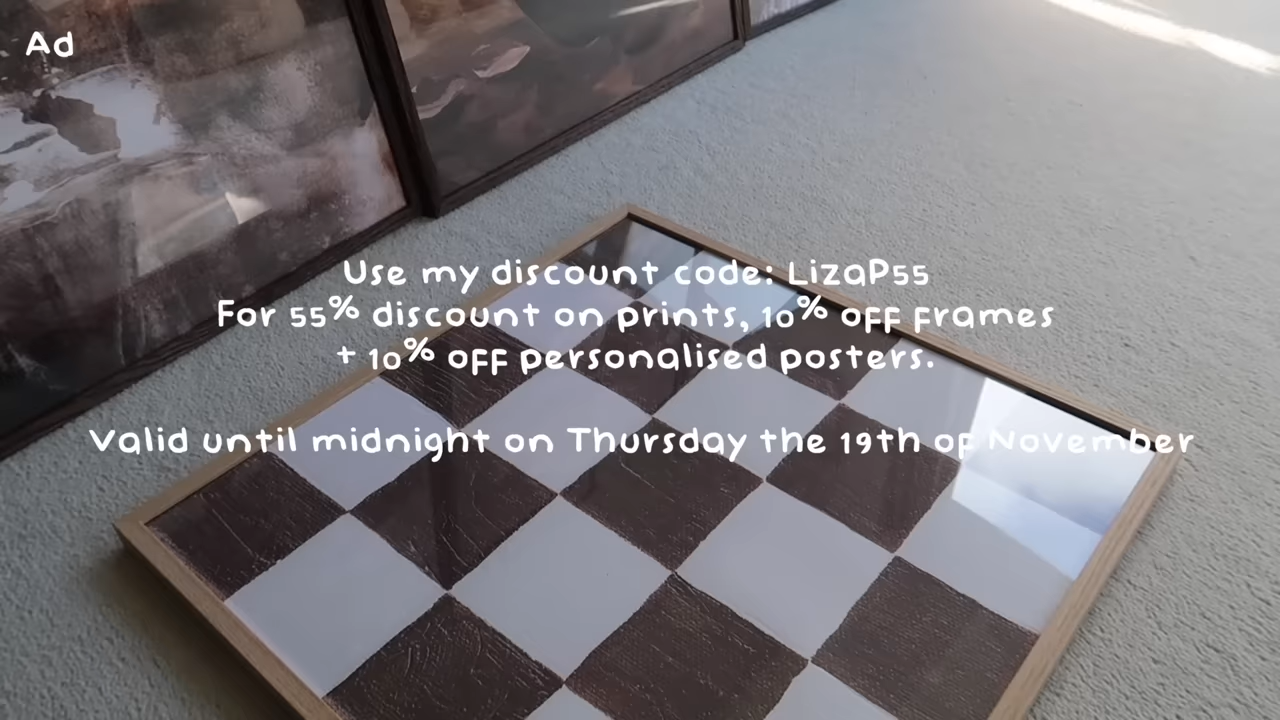 Ad
Use my discount code: LizaP55
For 55% discount on prints, 10% off frames
+ 10% off personalised posters.
Valid until midnight on Thursday the 19th of November